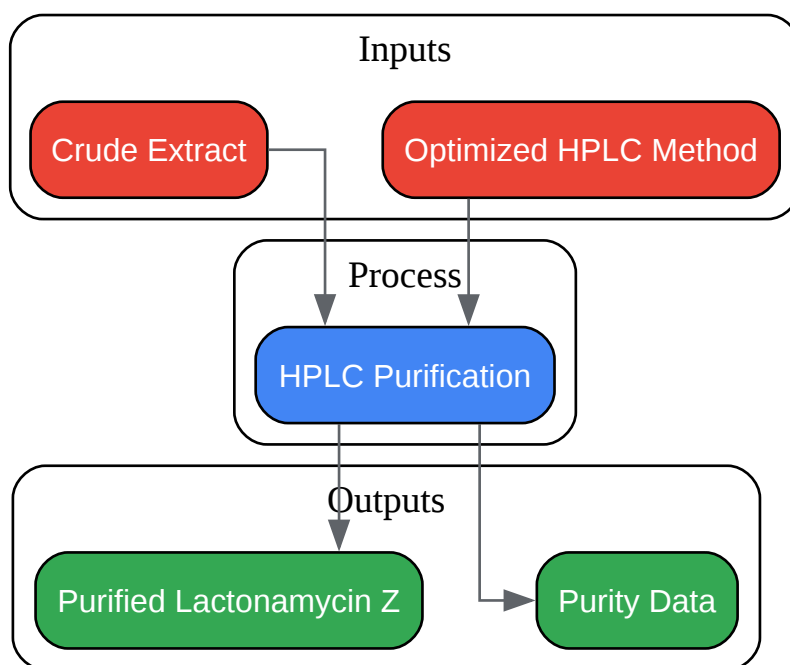 Inputs
Crude Extract
Optimized HPLC Method
Process
HPLC Purification
Outputs
Purified Lactonamycin Z
Purity Data